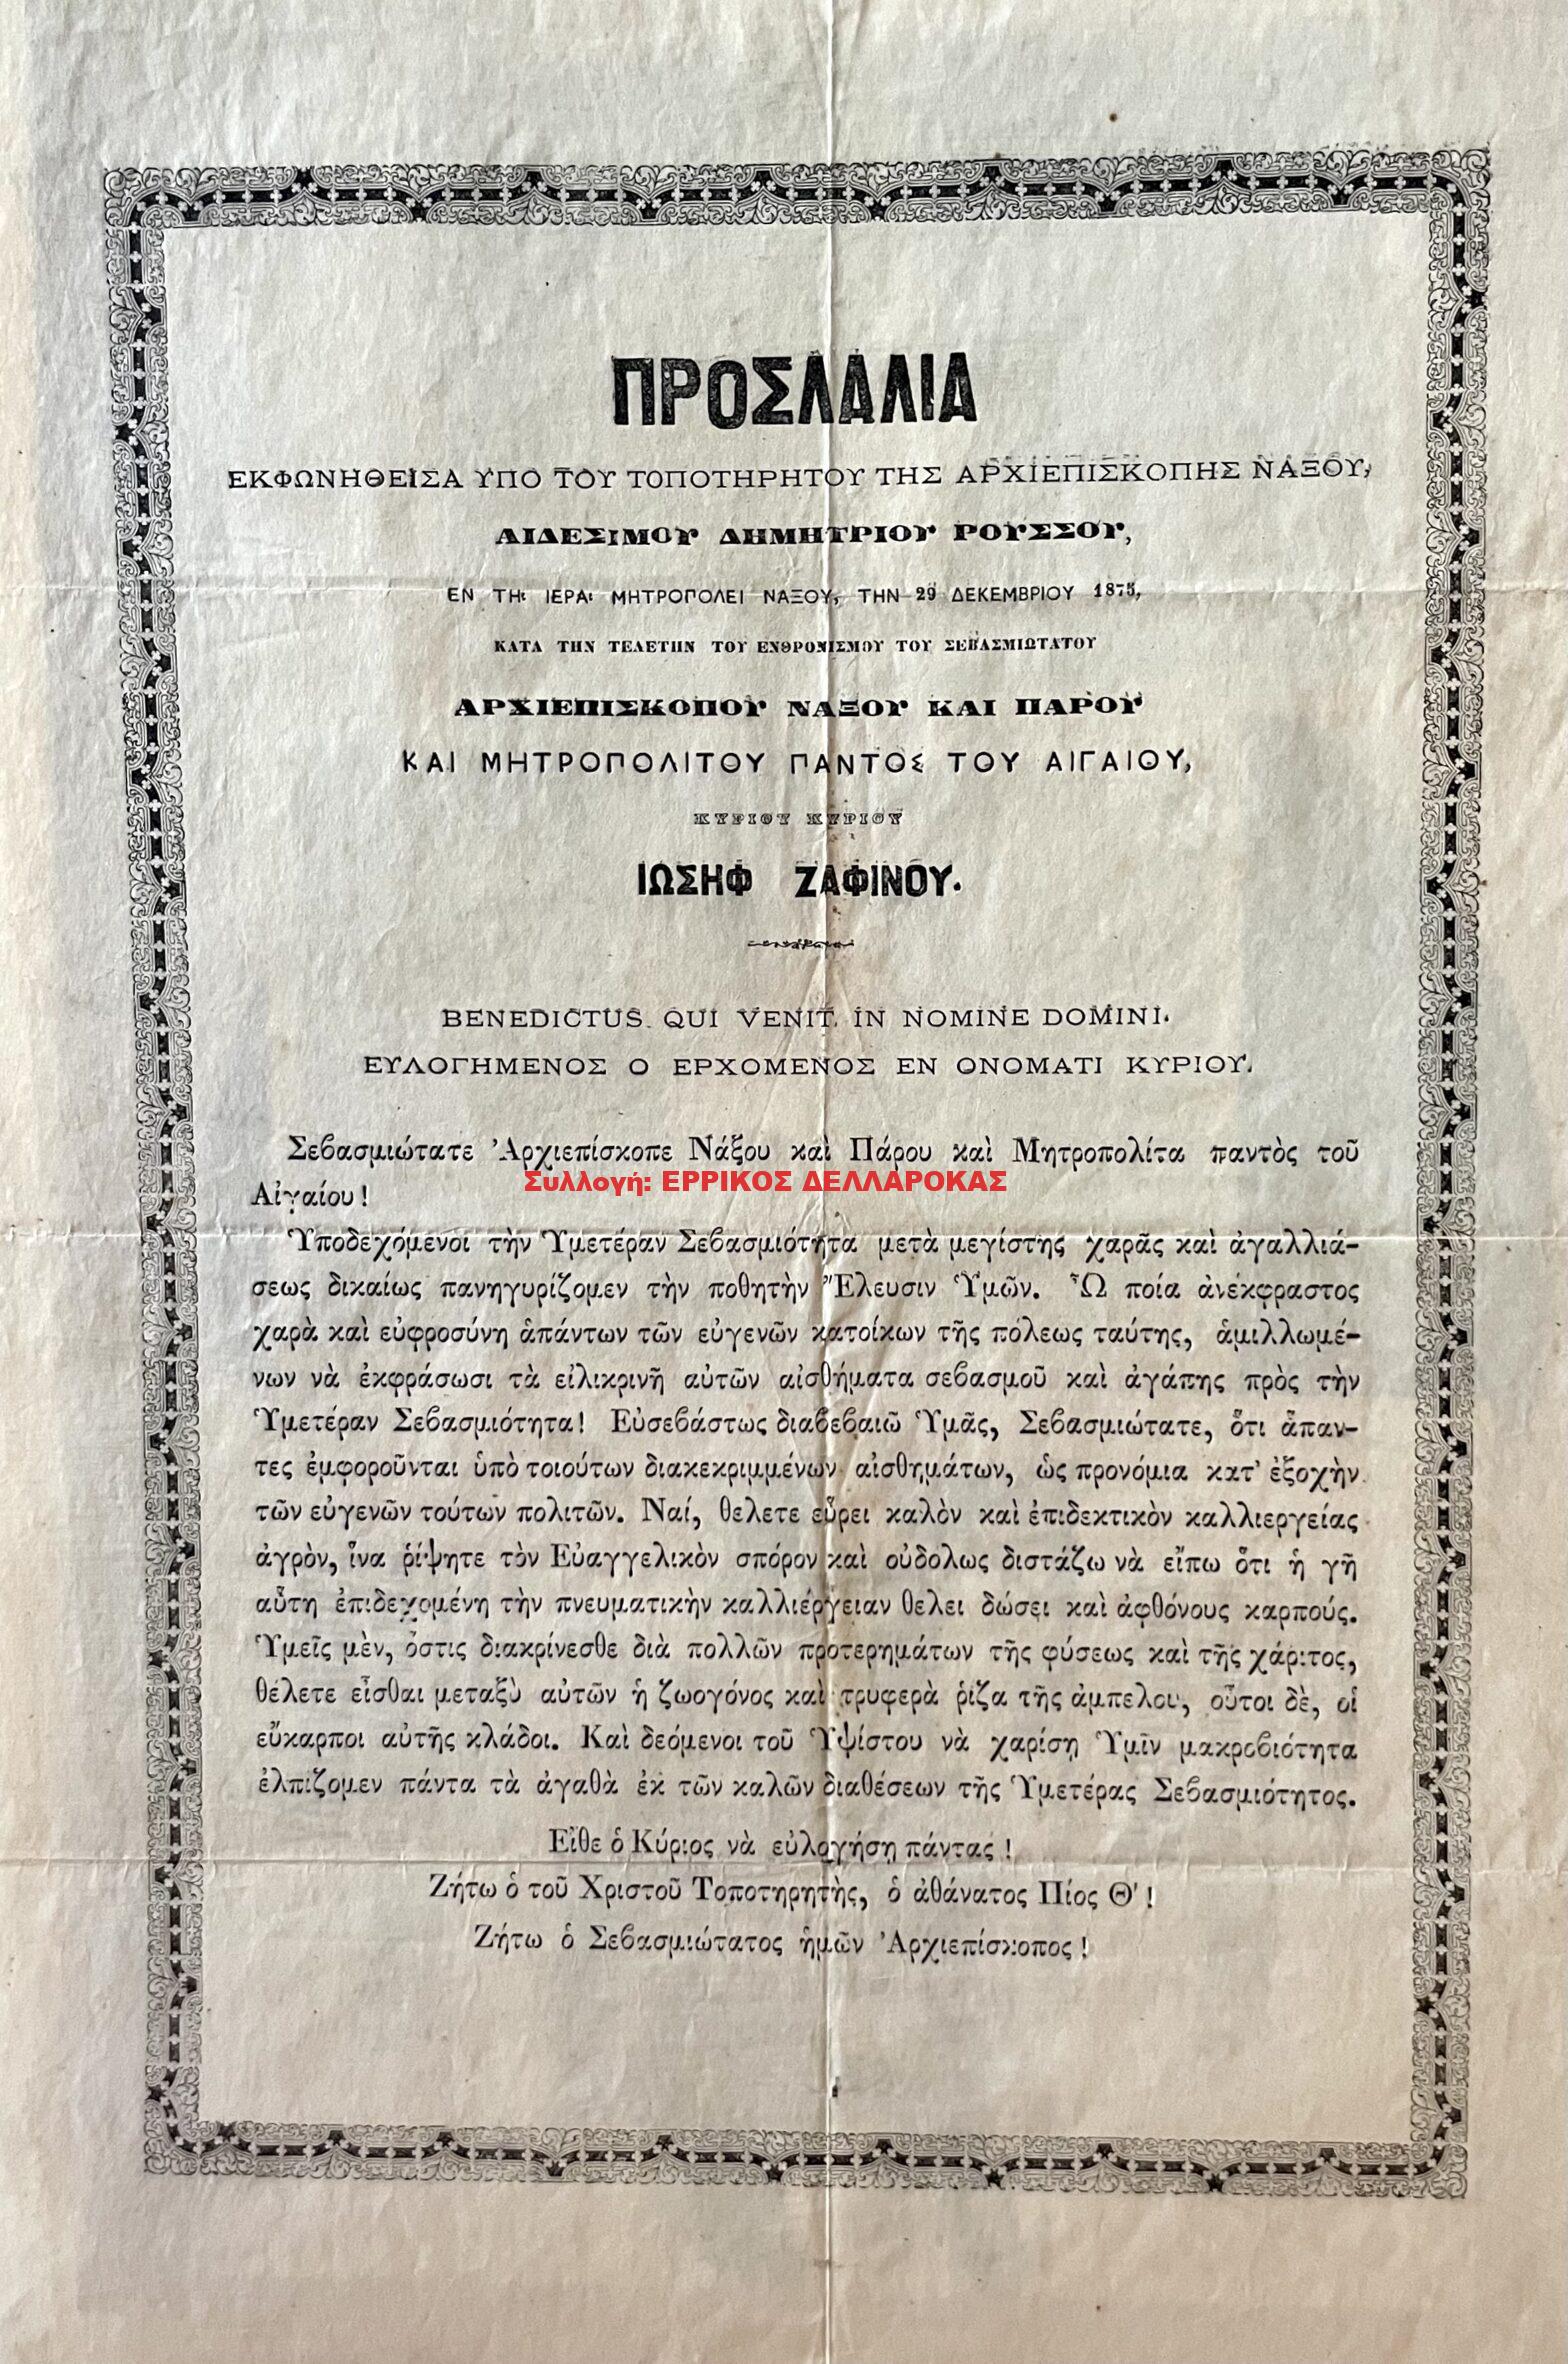 ΠΡΟΣΛΑΛΙΑ
ΕΚΦΩΝΗΘΕΙΣΑ ΥΠΟ ΤΟΥ ΤΟΠΟΤΗΡΗΤΟΥ ΤΗΣ ΑΡΧΙΕΠΙΣΚΟΠΗΣ ΝΑΞΟΥ,
ΑΙΔΕΣΙΜΟΥ ΔΗΜΗΤΡΙΟΥ ΡΟΥΣΣΟΥ,
ΕΝ ΤΗι ΙΕΡΑι ΜΗΤΡΟΠΟΛΕΙ ΝΑΞΟΥ, ΤΗΝ 29 ΔΕΚΕΜΒΡΙΟΥ 1875,
ΚΑΤΑ ΤΗΝ ΤΕΛΕΤΗΝ ΤΟΥ ΕΝΘΡΟΝΙΣΜΟΥ ΤΟΥ ΣΕΒΑΣΜΙΩΤΑΤΟΥ
ΑΡΧΙΕΠΙΣΚΟΠΟΥ ΝΑΞΟΥ ΚΑΙ ΠΑΡΟΥ
ΚΑΙ ΜΗΤΡΟΠΟΛΙΤΟΥ ΠΑΝΤΟΣ ΤΟΥ ΑΙΓΑΙΟΥ,
ΚΥΡΙΟΥ ΚΥΡΙΟΥ
ΙΩΣΗΦ ΖΑΦΙΝΟΥ.
BENEDICTUS QUI VENIT IN NOMINE DOMINI.
ΕΥΛΟΓΗΜΕΝΟΣ Ο ΕΡΧΟΜΕΝΟΣ ΕΝ ΟΝΟΜΑΤΙ ΚΥΡΙΟΥ.
Σεβασμιώτατε Ἀρχιεπίσκοπε Νάξου καὶ Πάρου καὶ Μητροπολίτα παντὸς τοῦ
Συλλογή: ΕΡΡΙΚΟΣ ΔΕΛΛΑΡΟΚΑΣ
Αἰγαίου!
Ὑποδεχόμενοι τὴν Ὑμετέραν Σεβασμιότητα μετὰ μεγίστης χαρᾶς καὶ ἀγαλλιά-
σεως δικαίως πανηγυρίζομεν τὴν ποθητὴν Ἔλευσιν Ὑμῶν. Ὦ ποία ἀνέκφραστος
χαρὰ καὶ εὐφροσύνη ἁπάντων τῶν εὐγενῶν κατοίκων τῆς πόλεως ταύτης, ἁμιλλωμέ-
νων νὰ ἐκφράσωσι τὰ εἰλικρινῆ αὐτῶν αἰσθήματα σεβασμοῦ καὶ ἀγάπης πρὸς τὴν
Ὑμετέραν Σεβασμιότητα! Εὐσεβάστως διαβεβαιῶ Ὑμᾶς, Σεβασμιώτατε, ὅτι ἅπαν-
τες ἐμφοροῦνται ὑπὸ τοιούτων διακεκριμμένων αἰσθημάτων, ὡς προνόμια κατ' ἐξοχὴν
τῶν εὐγενῶν τούτων πολιτῶν. Ναί, θελετε εὗρει καλὸν καὶ ἐπιδεκτικὸν καλλιεργείας
ἀγρὸν, ἵνα ῥίψητε τὸν Εὐαγγελικὸν σπόρον καὶ οὐδολως διστάζω νὰ εἴπω ὅτι ἡ γῆ
αὕτη ἐπιδεχομένη τὴν πνευματικὴν καλλιέργειαν θελει δώσει καὶ ἀφθόνους καρπούς.
Ὑμεῖς μὲν, ὅστις διακρίνεσθε διὰ πολλῶν προτερημάτων τῆς φύσεως καὶ τῆς χάριτος,
θέλετε εἶσθαι μεταξὺ αὐτῶν ἡ ζωογόνος καὶ τρυφερὰ ῥίζα τῆς ἀμπελου, οὗτοι δὲ, οἱ
εὔκαρποι αὐτῆς κλάδοι. Καὶ δεόμενοι τοῦ Ὑψίστου νὰ χαρίσῃ Ὑμῖν μακροβιότητα
ἐλπίζομεν πάντα τὰ ἀγαθὰ ἐκ τῶν καλῶν διαθέσεων τῆς Ὑμετέρας Σεβασμιότητος.
Εἴθε ὁ Κύριος νὰ εὐλογήσῃ πάντας!
Ζήτω ὁ τοῦ Χριστοῦ Τοποτηρητὴς, ὁ ἀθάνατος Πίος Θ'!
Ζήτω ὁ Σεβασμιώτατος ἡμῶν Ἀρχιεπίσκοπος!